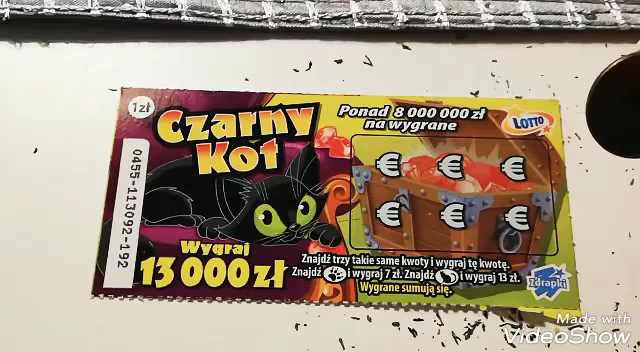 1zł
Czarny
Kot
Ponad 8 000 000 zł
na wygrane
LOTTO
0455-113092-192
€ € €
€ € €
Wygraj
13 000 zł
Znajdź trzy takie same kwoty i wygraj tę kwotę.
Znajdź i wygraj 7 zł. Znajdź i wygraj 13 zł.
Wygrane sumują się.
Zdrapki
Made with
VideoShow